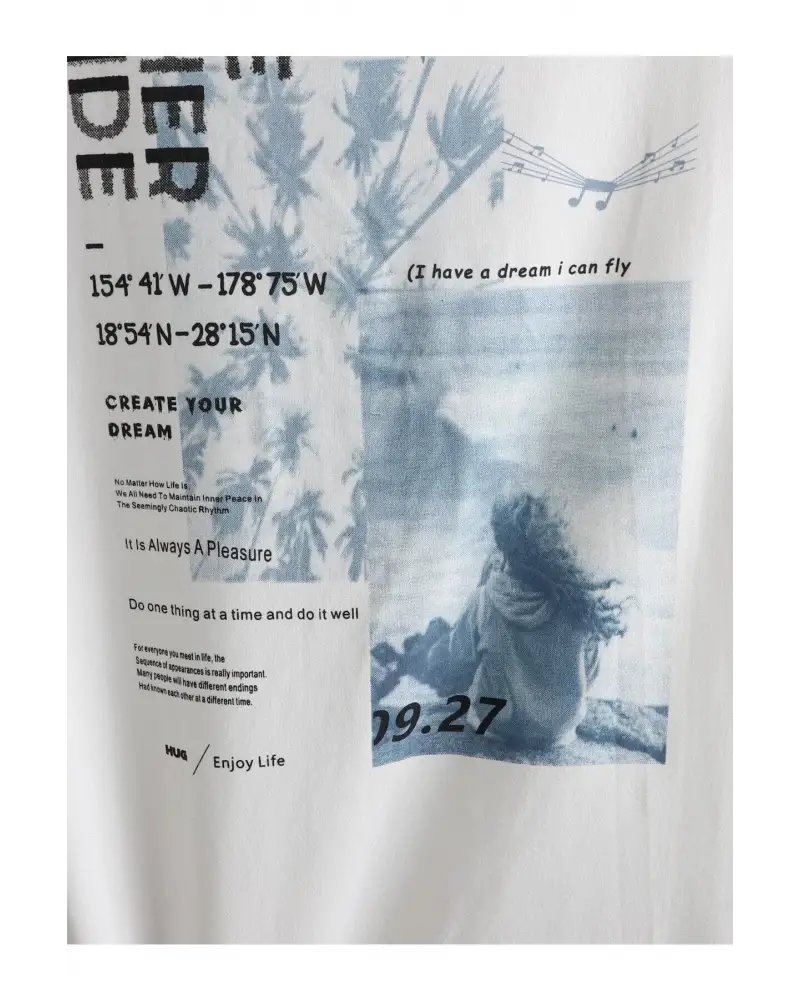 DE
ER
154° 41′ W – 178° 75′ W
18°54′N–28°15′N
(I have a dream i can fly
CREATE YOUR
DREAM
No Matter How Life Is,
We All Need To Maintain Inner Peace In
The Seemingly Chaotic Rhythm
It Is Always A Pleasure
Do one thing at a time and do it well
For everyone you meet in life, the
Sequence of appearances is really important.
Many people will have different endings
Had known each other at a different time.
09.27
HUG / Enjoy Life